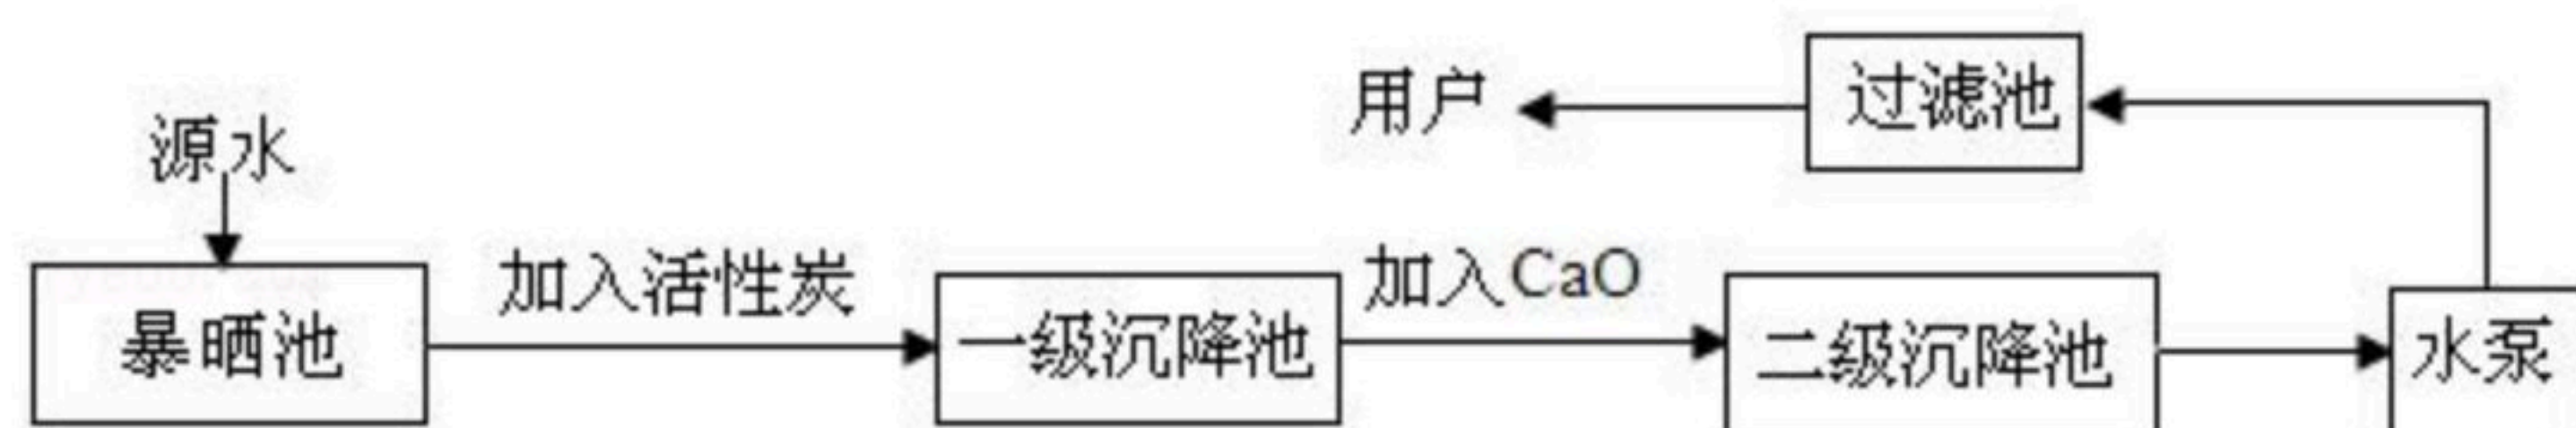 用户
过滤池
源水
加入活性炭
加入CaO
暴晒池
一级沉降池
二级沉降池
水泵